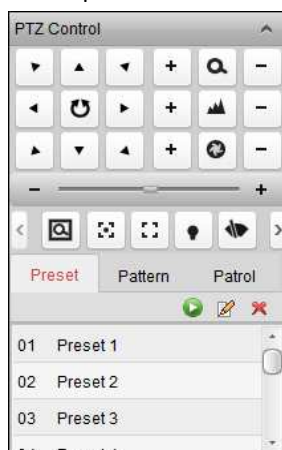 PTZ Control
+ −
+ −
+ −
− +
Preset Pattern Patrol
01 Preset 1
02 Preset 2
03 Preset 3